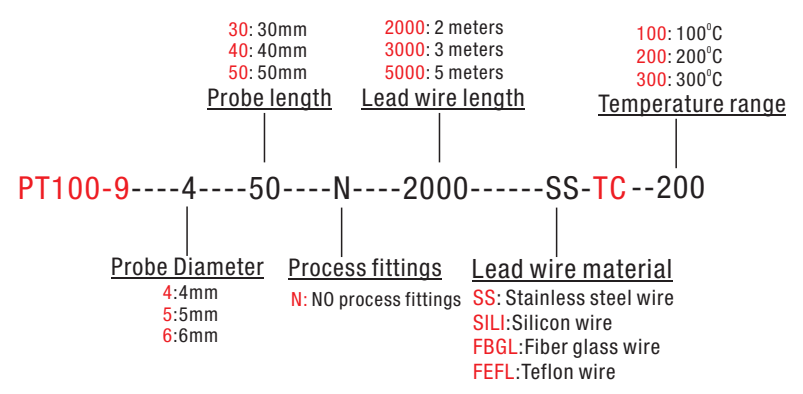 30: 30mm
40: 40mm
50: 50mm
Probe length
2000: 2 meters
3000: 3 meters
5000: 5 meters
Lead wire length
100: 100⁰C
200: 200⁰C
300: 300⁰C
Temperature range
PT100-9----4----50----N----2000------SS-TC--200
Probe Diameter
4:4mm
5:5mm
6:6mm
Process fittings
N: NO process fittings
Lead wire material
SS: Stainless steel wire
SILI:Silicon wire
FBGL:Fiber glass wire
FEFL:Teflon wire